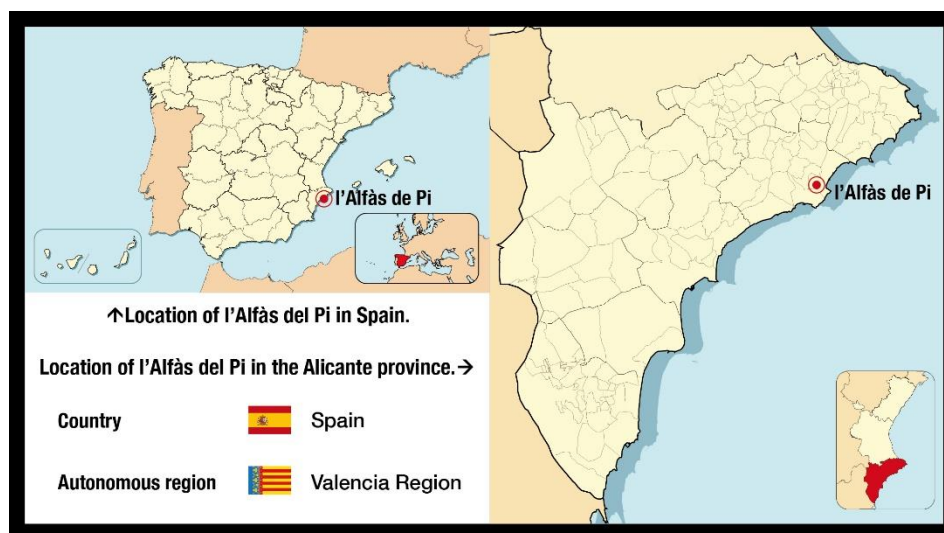 l'Alfàs de Pi
↑Location of l'Alfàs del Pi in Spain.
Location of l'Alfàs del Pi in the Alicante province.→
Country Spain
Autonomous region Valencia Region
l'Alfàs de Pi